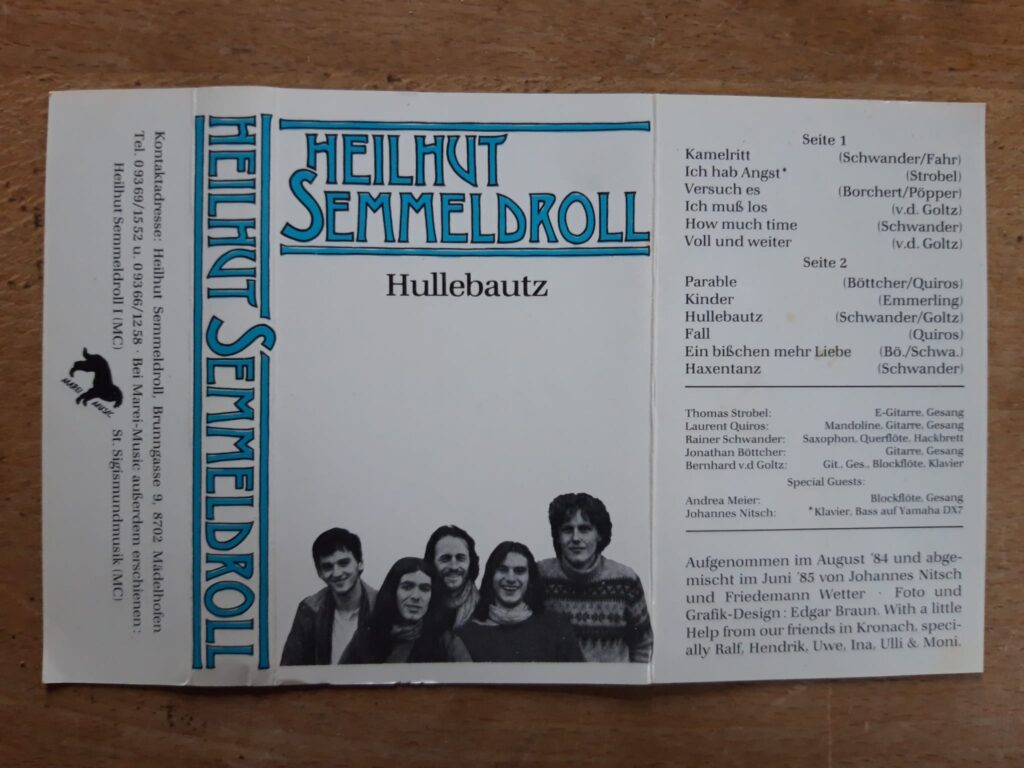 Kontaktadresse: Heilhut Semmeldroll, Brunngasse 9, 8702 Mädelhofen
Tel. 09369/1552 u. 09366/1258 · Bei Marei-Music außerdem erschienen:
Heilhut Semmeldroll I (MC)
MAREI MUSIC
St. Sigismundmusik (MC)
HEILHUT SEMMELDROLL
HEILHUT
SEMMELDROLL
Hullebautz
Seite 1
Kamelritt (Schwander/Fahr)
Ich hab Angst* (Strobel)
Versuch es (Borchert/Pöpper)
Ich muß los (v.d. Goltz)
How much time (Schwander)
Voll und weiter (v.d. Goltz)
Seite 2
Parable (Böttcher/Quiros)
Kinder (Emmerling)
Hullebautz (Schwander/Goltz)
Fall (Quiros)
Ein bißchen mehr Liebe (Bö./Schwa.)
Haxentanz (Schwander)
Thomas Strobel: E-Gitarre, Gesang
Laurent Quiros: Mandoline, Gitarre, Gesang
Rainer Schwander: Saxophon, Querflöte, Hackbrett
Jonathan Böttcher: Gitarre, Gesang
Bernhard v.d Goltz: Git., Ges., Blockflöte, Klavier
Special Guests:
Andrea Meier: Blockflöte, Gesang
Johannes Nitsch: *Klavier, Bass auf Yamaha DX7
Aufgenommen im August '84 und abge-
mischt im Juni '85 von Johannes Nitsch
und Friedemann Wetter · Foto und
Grafik-Design: Edgar Braun. With a little
Help from our friends in Kronach, speci-
ally Ralf, Hendrik, Uwe, Ina, Ulli & Moni.